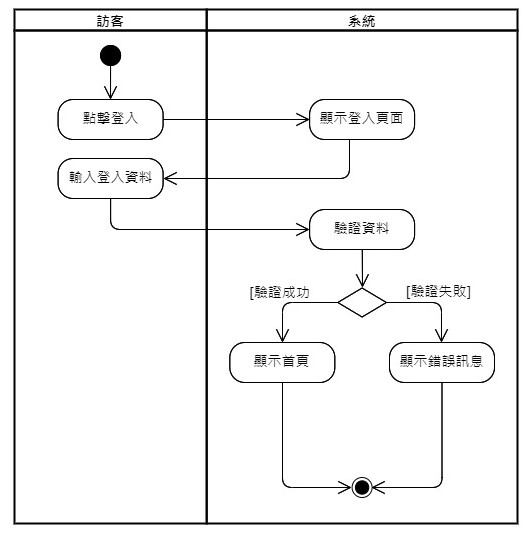 訪客
系統
點擊登入
顯示登入頁面
輸入登入資料
驗證資料
[驗證成功
[驗證失敗]
顯示首頁
顯示錯誤訊息